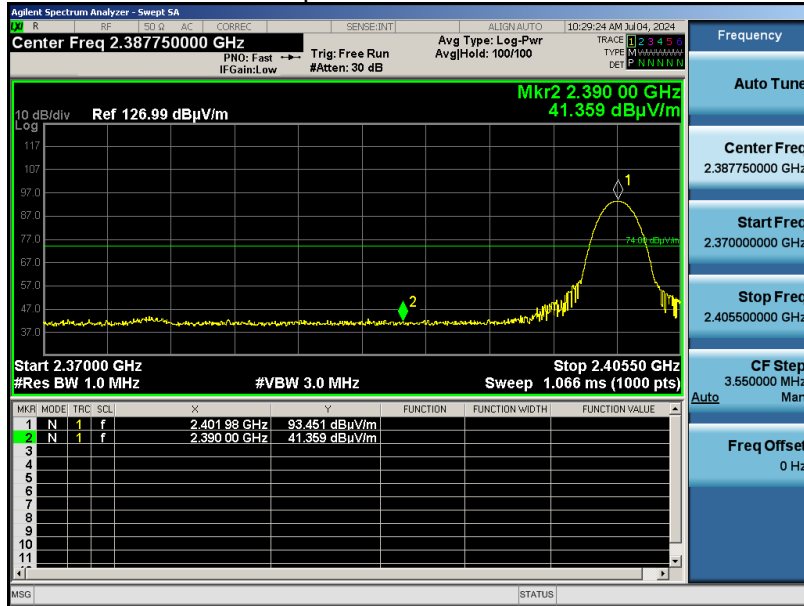 Agilent Spectrum Analyzer - Swept SA
LXI R RF 50 Ω AC CORREC SENSE:INT ALIGN AUTO 10:29:24 AM Jul 04, 2024
Center Freq 2.387750000 GHz
PNO: Fast
IFGain:Low
Trig: Free Run
#Atten: 30 dB
Avg Type: Log-Pwr
Avg|Hold: 100/100
TRACE 1 2 3 4 5 6
TYPE M
DET P N N N N N
Mkr2 2.390 00 GHz
41.359 dBµV/m
10 dB/div Ref 126.99 dBµV/m
Log
117
107
97.0
87.0
77.0
67.0
57.0
47.0
37.0
1
74.00 dBµV/m
2
Start 2.37000 GHz Stop 2.40550 GHz
#Res BW 1.0 MHz #VBW 3.0 MHz Sweep 1.066 ms (1000 pts)
MKR MODE TRC SCL X Y FUNCTION FUNCTION WIDTH FUNCTION VALUE
1 N 1 f 2.401 98 GHz 93.451 dBµV/m
2 N 1 f 2.390 00 GHz 41.359 dBµV/m
3
4
5
6
7
8
9
10
11
MSG STATUS
Frequency
Auto Tune
Center Freq
2.387750000 GHz
Start Freq
2.370000000 GHz
Stop Freq
2.405500000 GHz
CF Step
3.550000 MHz
Auto Man
Freq Offset
0 Hz